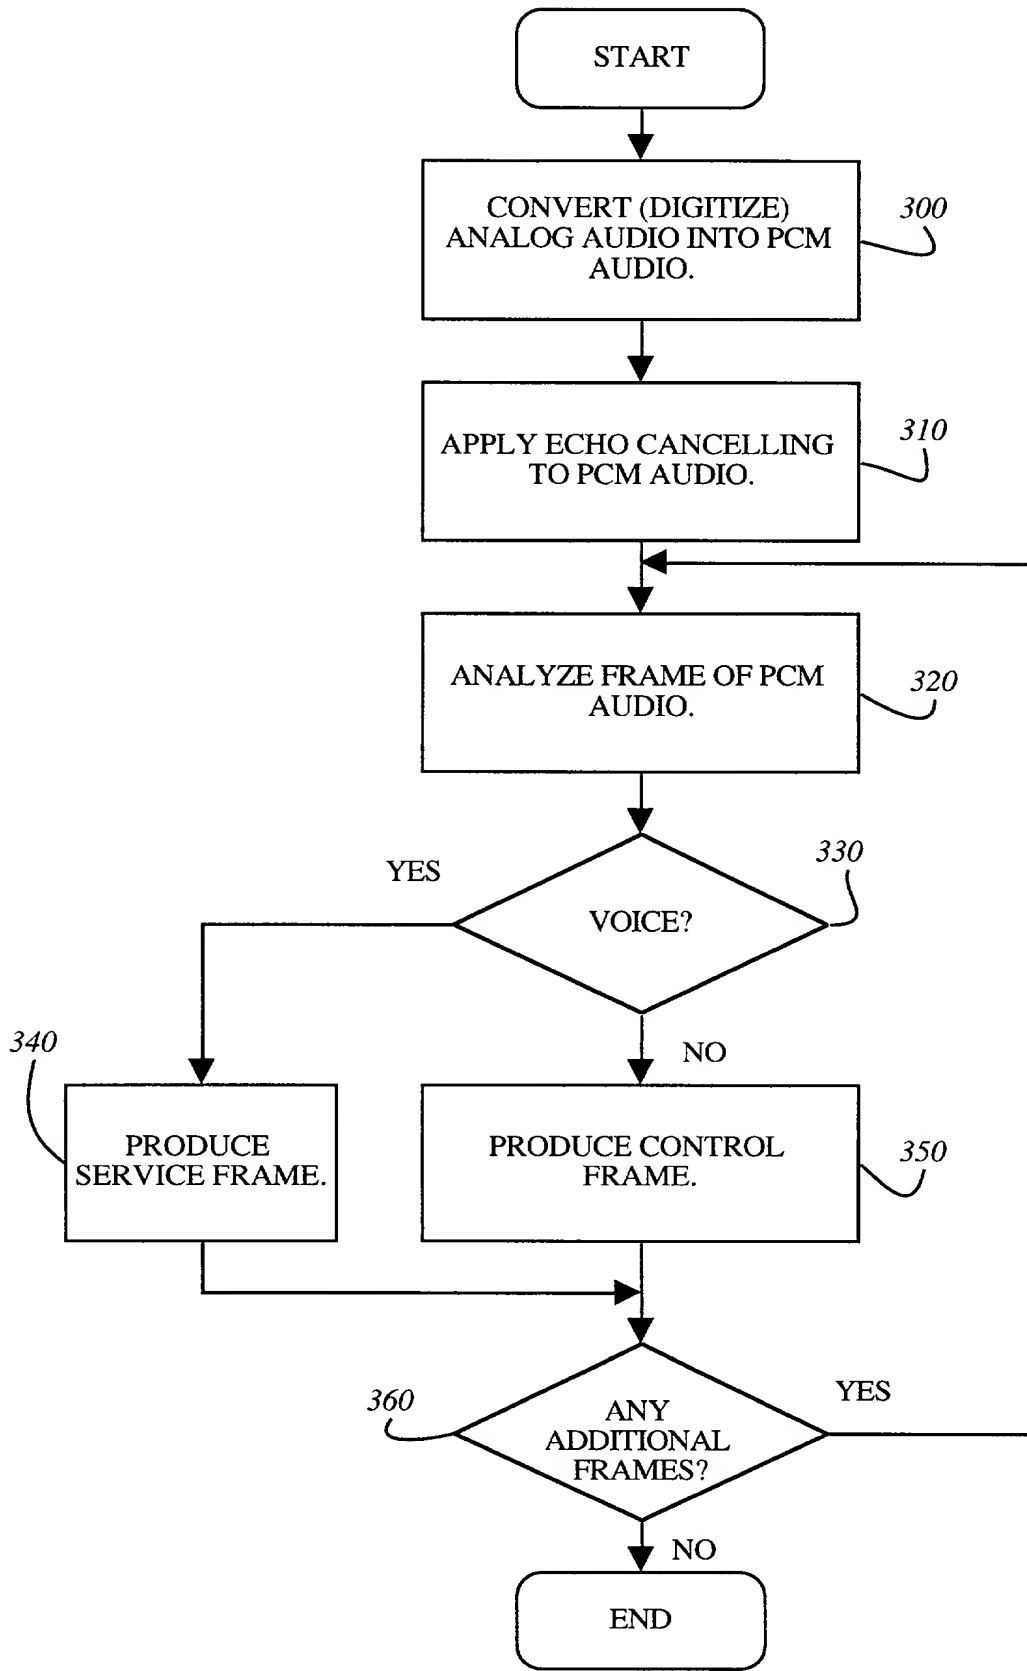 START
CONVERT (DIGITIZE)
ANALOG AUDIO INTO PCM
AUDIO.
300
APPLY ECHO CANCELLING
TO PCM AUDIO.
310
ANALYZE FRAME OF PCM
AUDIO.
320
YES
VOICE?
330
NO
340
PRODUCE
SERVICE FRAME.
PRODUCE CONTROL
FRAME.
350
360
ANY
ADDITIONAL
FRAMES?
YES
NO
END